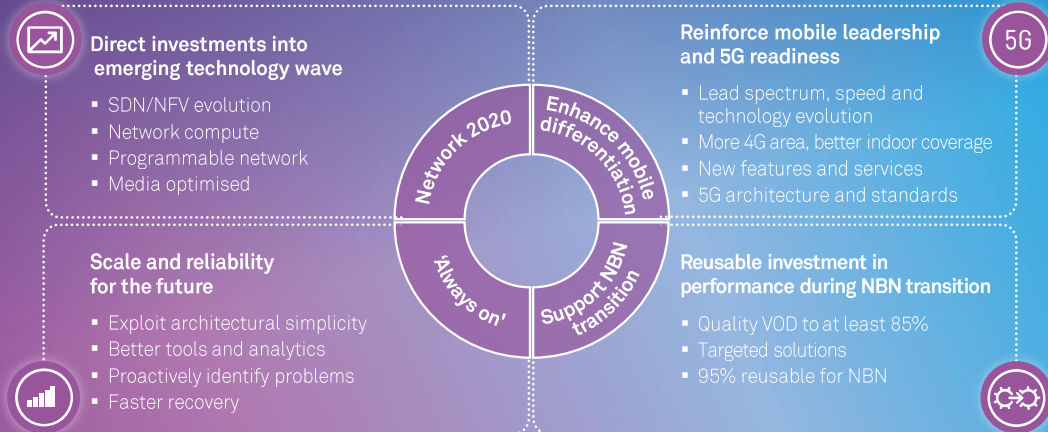 Direct investments into
emerging technology wave
▪ SDN/NFV evolution
▪ Network compute
▪ Programmable network
▪ Media optimised
Reinforce mobile leadership
and 5G readiness
▪ Lead spectrum, speed and
technology evolution
▪ More 4G area, better indoor coverage
▪ New features and services
▪ 5G architecture and standards
5G
Network 2020
Enhance mobile
differentiation
'Always on'
Support NBN
transition
Scale and reliability
for the future
▪ Exploit architectural simplicity
▪ Better tools and analytics
▪ Proactively identify problems
▪ Faster recovery
Reusable investment in
performance during NBN transition
▪ Quality VOD to at least 85%
▪ Targeted solutions
▪ 95% reusable for NBN